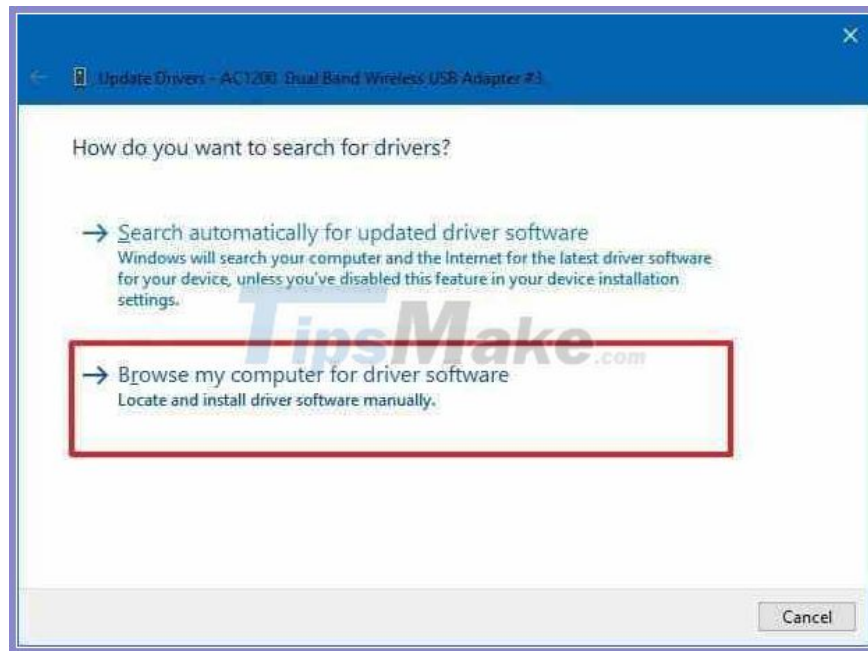 Update Drivers - AC1200 Dual Band Wireless USB Adapter #3
How do you want to search for drivers?
Search automatically for updated driver software
Windows will search your computer and the Internet for the latest driver software
for your device, unless you've disabled this feature in your device installation
settings.
TipsMake.com
Browse my computer for driver software
Locate and install driver software manually.
Cancel